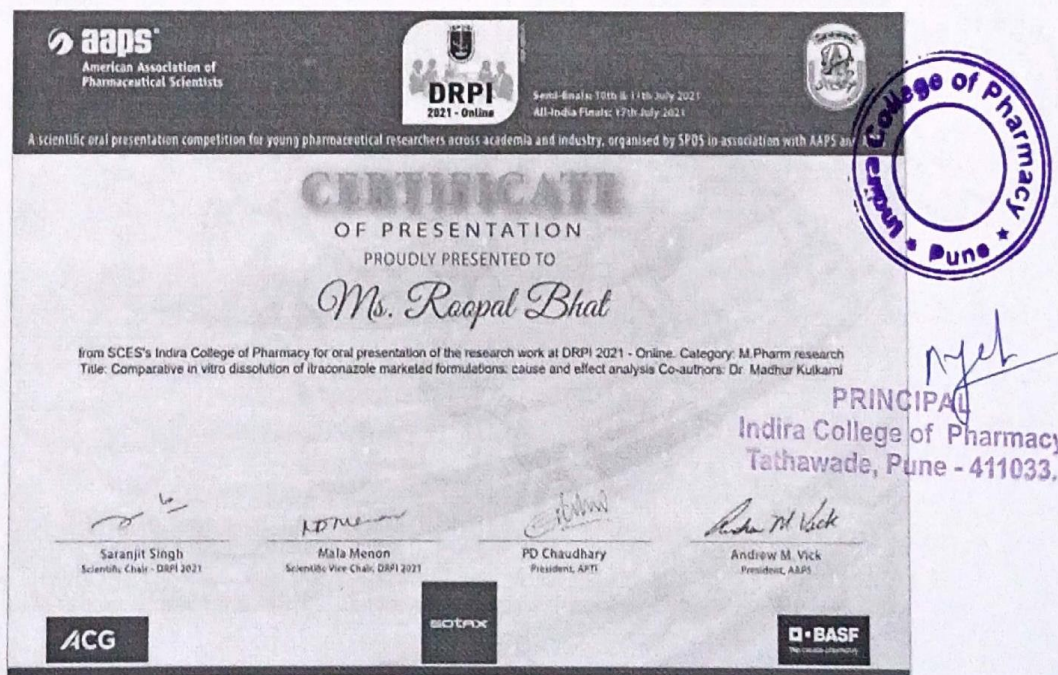 aaps
American Association of
Pharmaceutical Scientists
DRPI
2021 - Online
Semi-finals: 10th & 11th July 2021
All-India Finals: 17th July 2021
A scientific oral presentation competition for young pharmaceutical researchers across academia and industry, organised by SPDS in association with AAPS an
CERTIFICATE
OF PRESENTATION
PROUDLY PRESENTED TO
Ms. Roopal Bhat
from SCES's Indira College of Pharmacy for oral presentation of the research work at DRPI 2021 - Online. Category: M.Pharm research
Title: Comparative in vitro dissolution of itraconazole marketed formulations: cause and effect analysis Co-authors: Dr. Madhur Kulkarni
Indira College of Pharmacy
Pune
PRINCIPAL
Indira College of Pharmacy
Tathawade, Pune - 411033.
Saranjit Singh
Scientific Chair - DRPI 2021
Mala Menon
Scientific Vice Chair, DRPI 2021
PD Chaudhary
President, APTI
Andrew M. Vick
President, AAPS
ACG
SOTAX
BASF